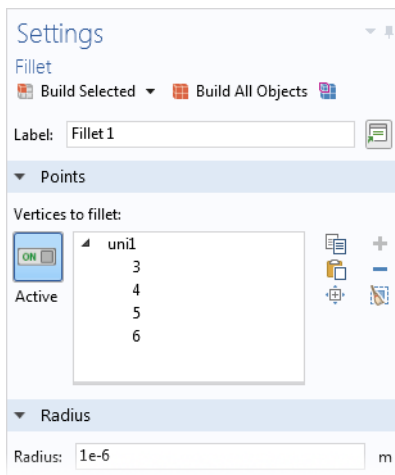 Settings
Fillet
Build Selected Build All Objects
Label: Fillet 1
Points
Vertices to fillet:
ON
Active
uni1
3
4
5
6
Radius
Radius: 1e-6 m